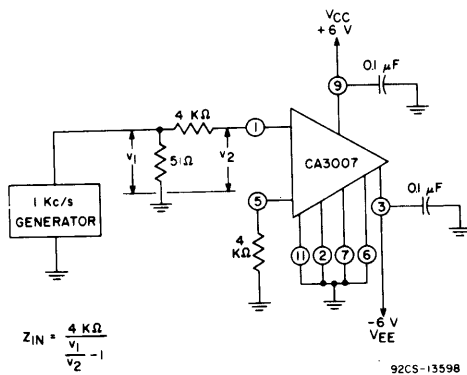 VCC
+6 V
0.1 μF
9
4 KΩ
1
V1
51Ω
V2
CA3007
1 Kc/s
GENERATOR
5
3
0.1 μF
4
KΩ
11
2
7
6
-6 V
VEE
ZIN = 4 KΩ
V1
V2 -1
92CS-13598